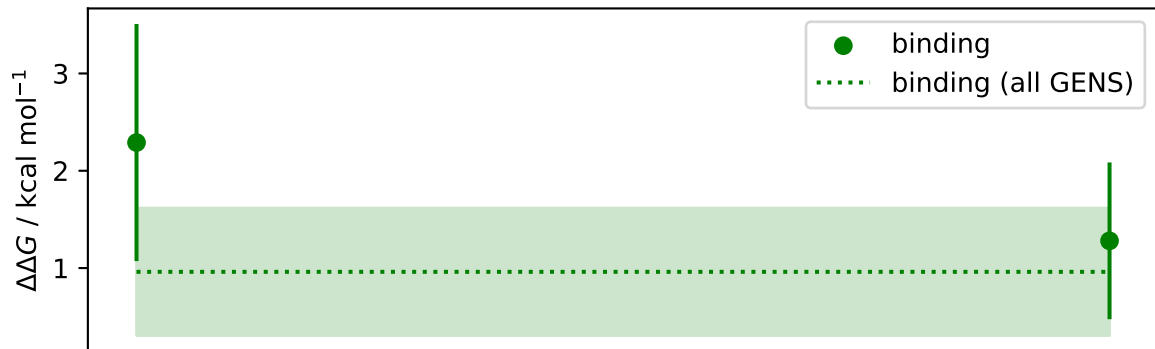 ΔΔG / kcal mol⁻¹
3
2
1
binding
binding (all GENS)